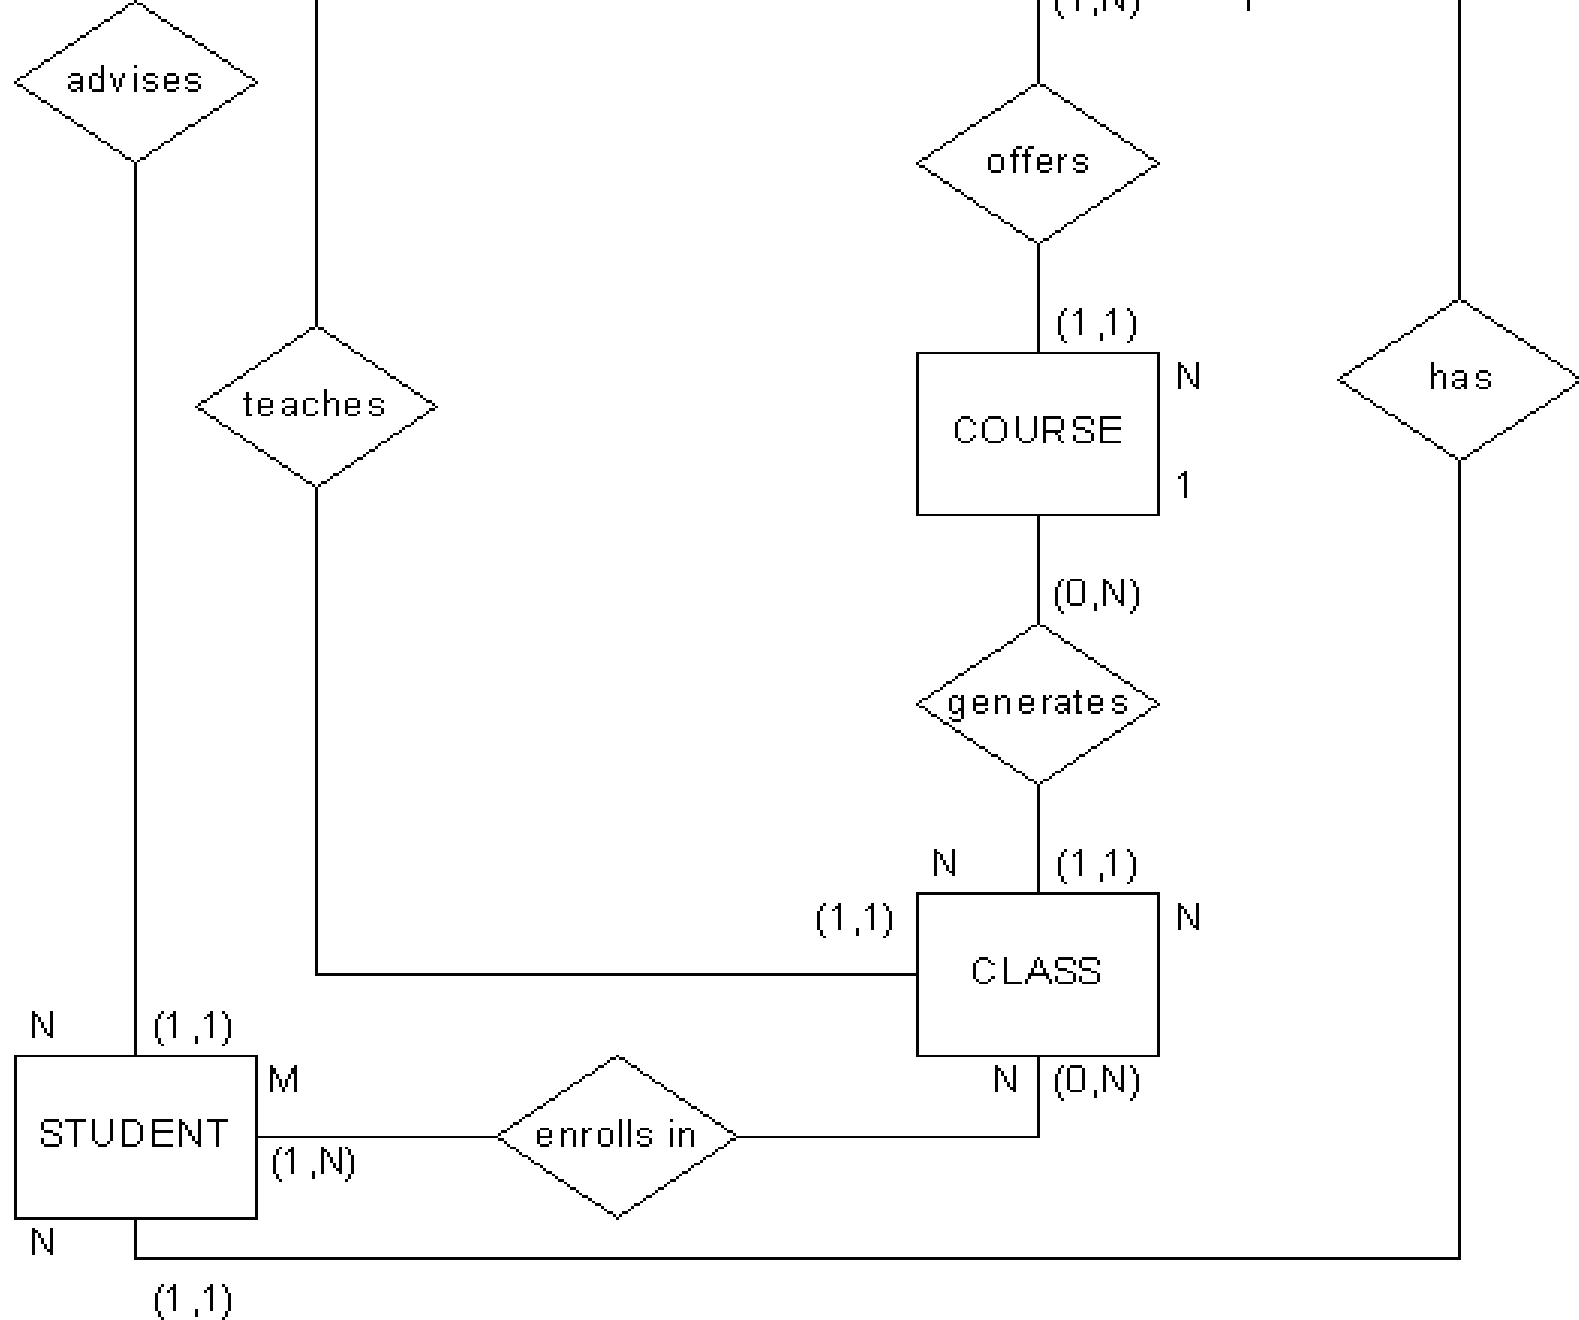 (1,N)
advises
offers
(1,1)
N
has
teaches
COURSE
1
(0,N)
generates
N
(1,1)
(1,1)
N
CLASS
N
(1,1)
M
N
(0,N)
STUDENT
enrolls in
(1,N)
N
(1,1)